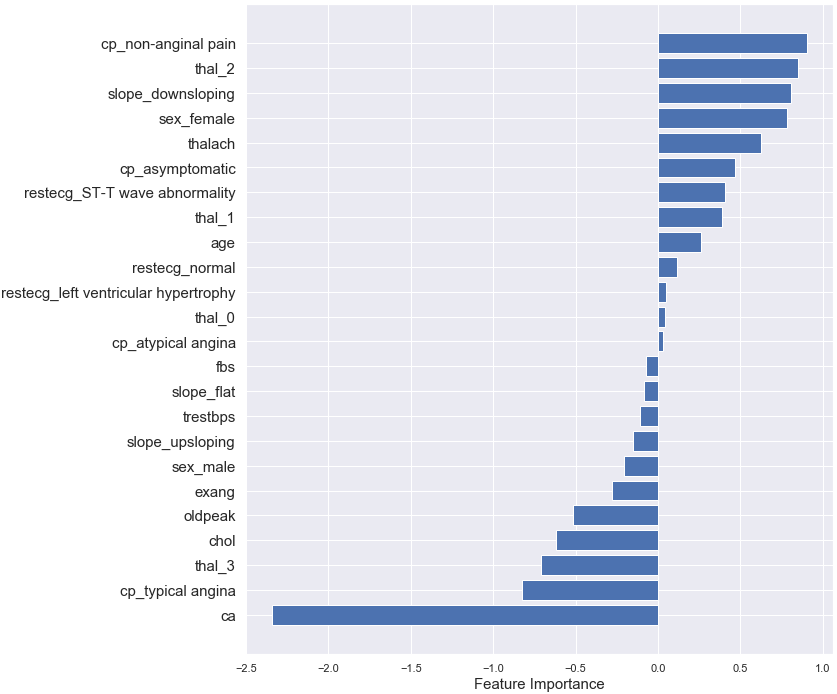 cp_non-anginal pain
thal_2
slope_downsloping
sex_female
thalach
cp_asymptomatic
restecg_ST-T wave abnormality
thal_1
age
restecg_normal
restecg_left ventricular hypertrophy
thal_0
cp_atypical angina
fbs
slope_flat
trestbps
slope_upsloping
sex_male
exang
oldpeak
chol
thal_3
cp_typical angina
ca
−2.5 −2.0 −1.5 −1.0 −0.5 0.0 0.5 1.0
Feature Importance